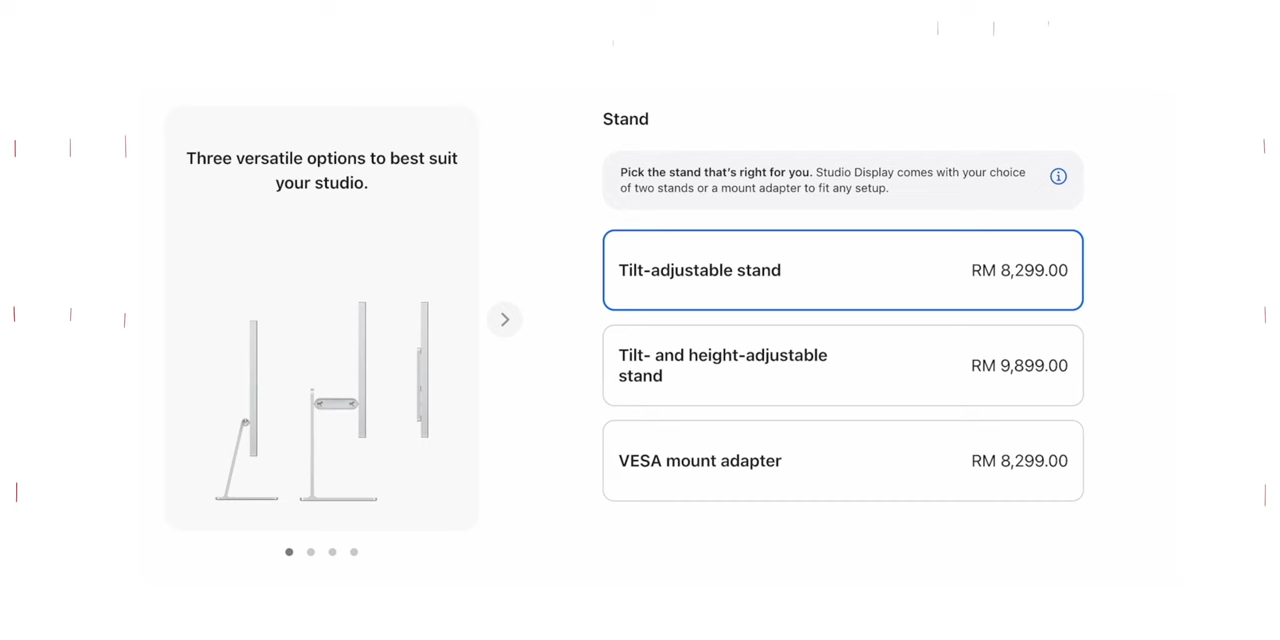 Three versatile options to best suit
your studio.
Stand
Pick the stand that's right for you. Studio Display comes with your choice
of two stands or a mount adapter to fit any setup.
Tilt-adjustable stand RM 8,299.00
Tilt- and height-adjustable
stand
RM 9,899.00
VESA mount adapter RM 8,299.00